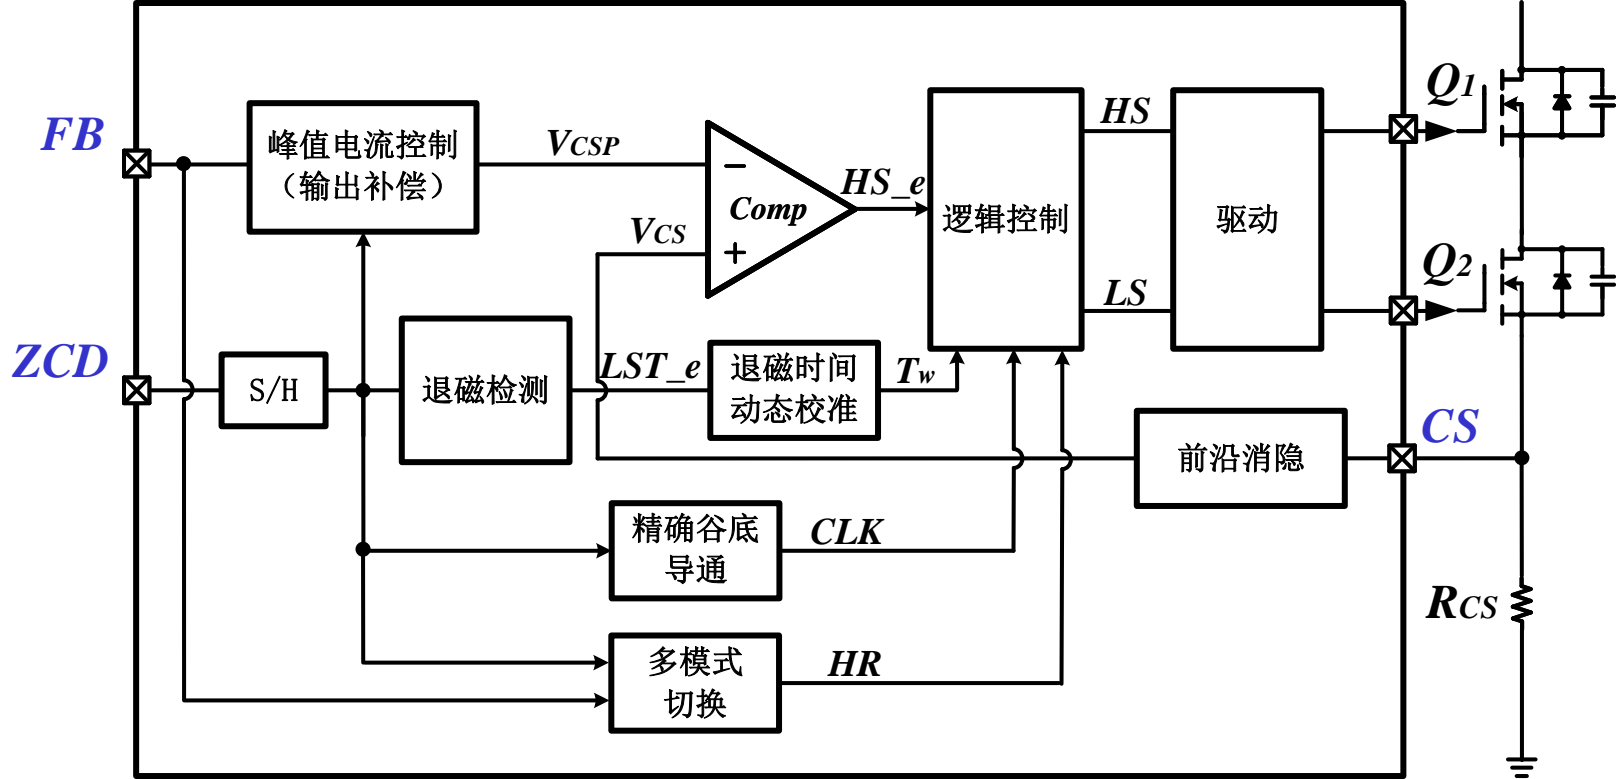 FB
峰值电流控制
（输出补偿）
VCSP
VCS
−
Comp
+
HS_e
逻辑控制
HS
LS
驱动
Q1
Q2
ZCD
S/H
退磁检测
LST_e
退磁时间
动态校准
Tw
前沿消隐
CS
精确谷底
导通
CLK
多模式
切换
HR
RCS